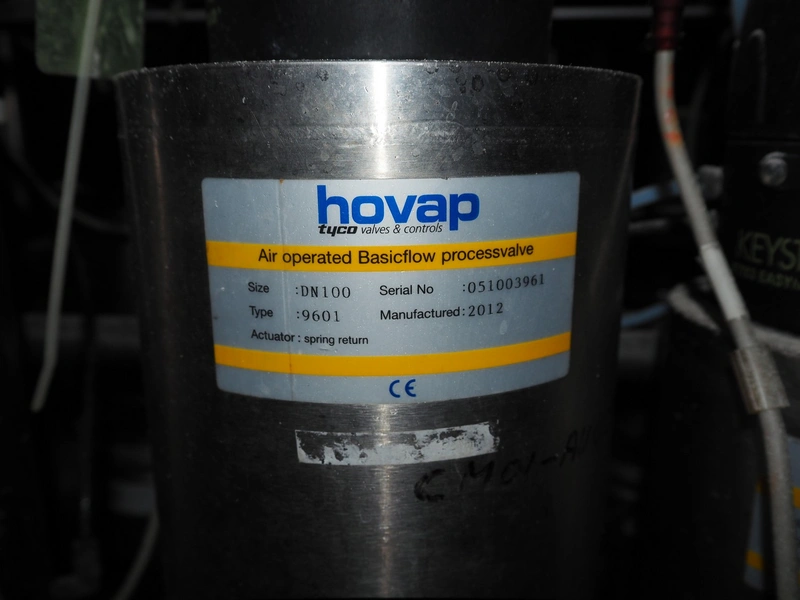 hovap
tyco valves & controls
Air operated Basicflow processvalve
Size :DN100 Serial No :051003961
Type :9601 Manufactured:2012
Actuator : spring return
CE
KEYST